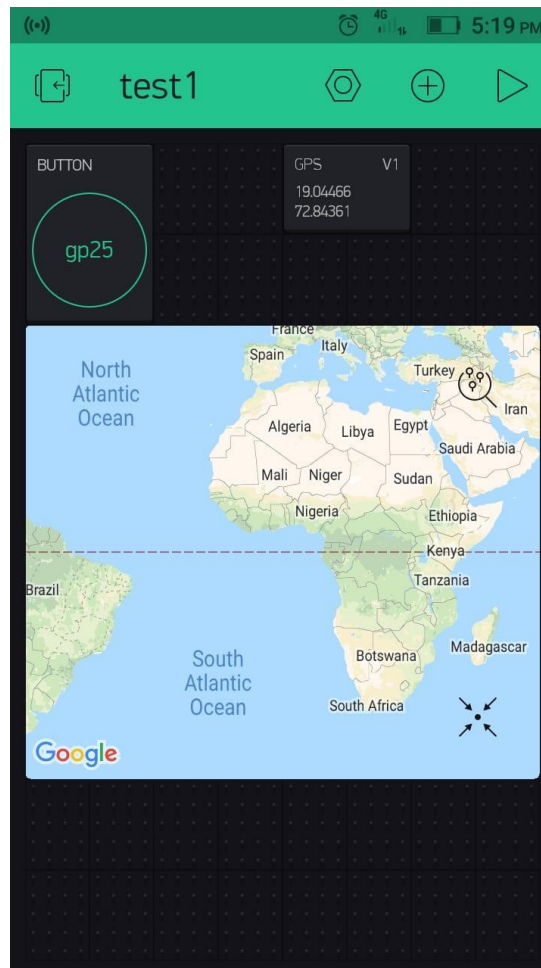 4G
5:19 PM
test1
BUTTON
gp25
GPS V1
19.04466
72.84361
France
Spain
Italy
Turkey
Iran
North
Atlantic
Ocean
Algeria
Libya
Egypt
Saudi Arabia
Mali
Niger
Sudan
Nigeria
Ethiopia
Kenya
Brazil
Tanzania
South
Atlantic
Ocean
Botswana
Madagascar
South Africa
Google